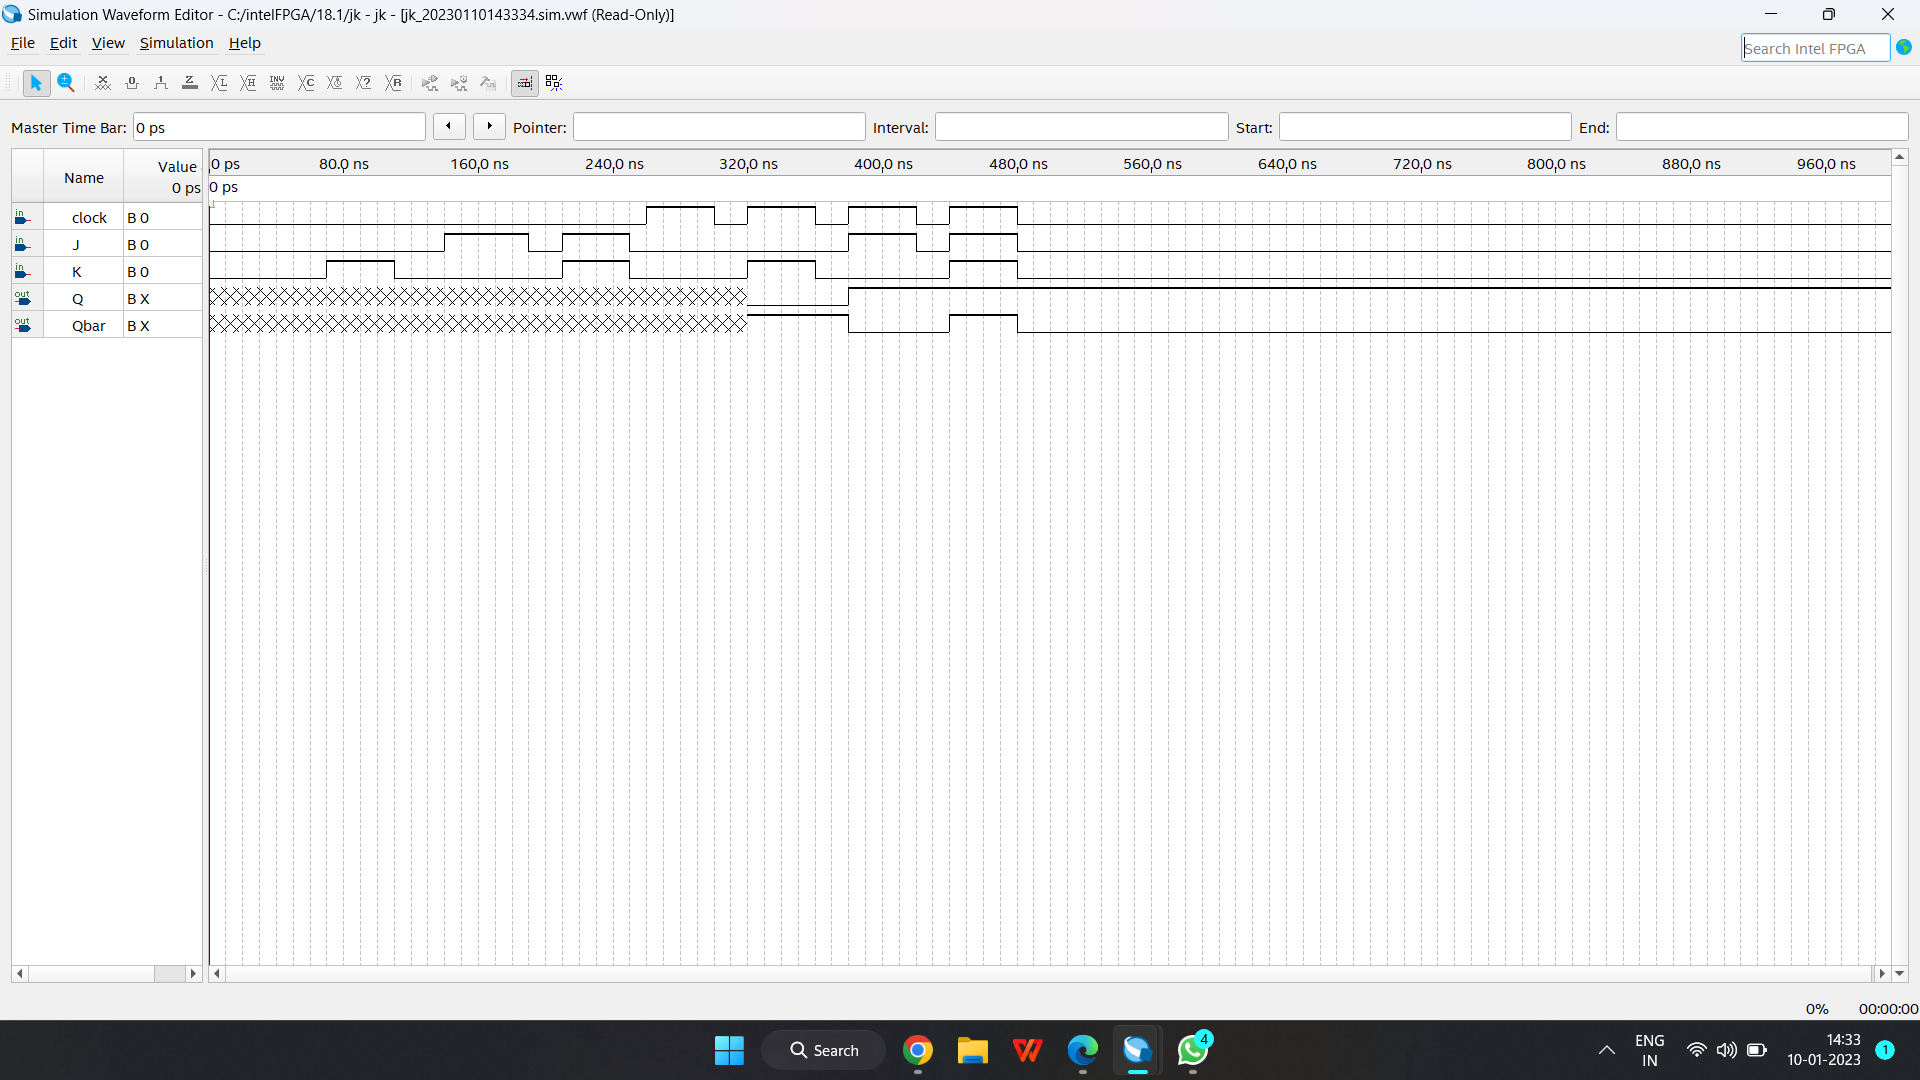 Simulation Waveform Editor - C:/intelFPGA/18.1/jk - jk - [jk_20230110143334.sim.vwf (Read-Only)]
File Edit View Simulation Help
Search Intel FPGA
Master Time Bar: 0 ps Pointer: Interval: Start: End:
Name Value 0 ps
0 ps 80.0 ns 160.0 ns 240.0 ns 320.0 ns 400.0 ns 480.0 ns 560.0 ns 640.0 ns 720.0 ns 800.0 ns 880.0 ns 960.0 ns
0 ps
in clock B 0
in J B 0
in K B 0
out Q B X
out Qbar B X
0% 00:00:00
Search
4
ENG
IN
14:33
10-01-2023
1